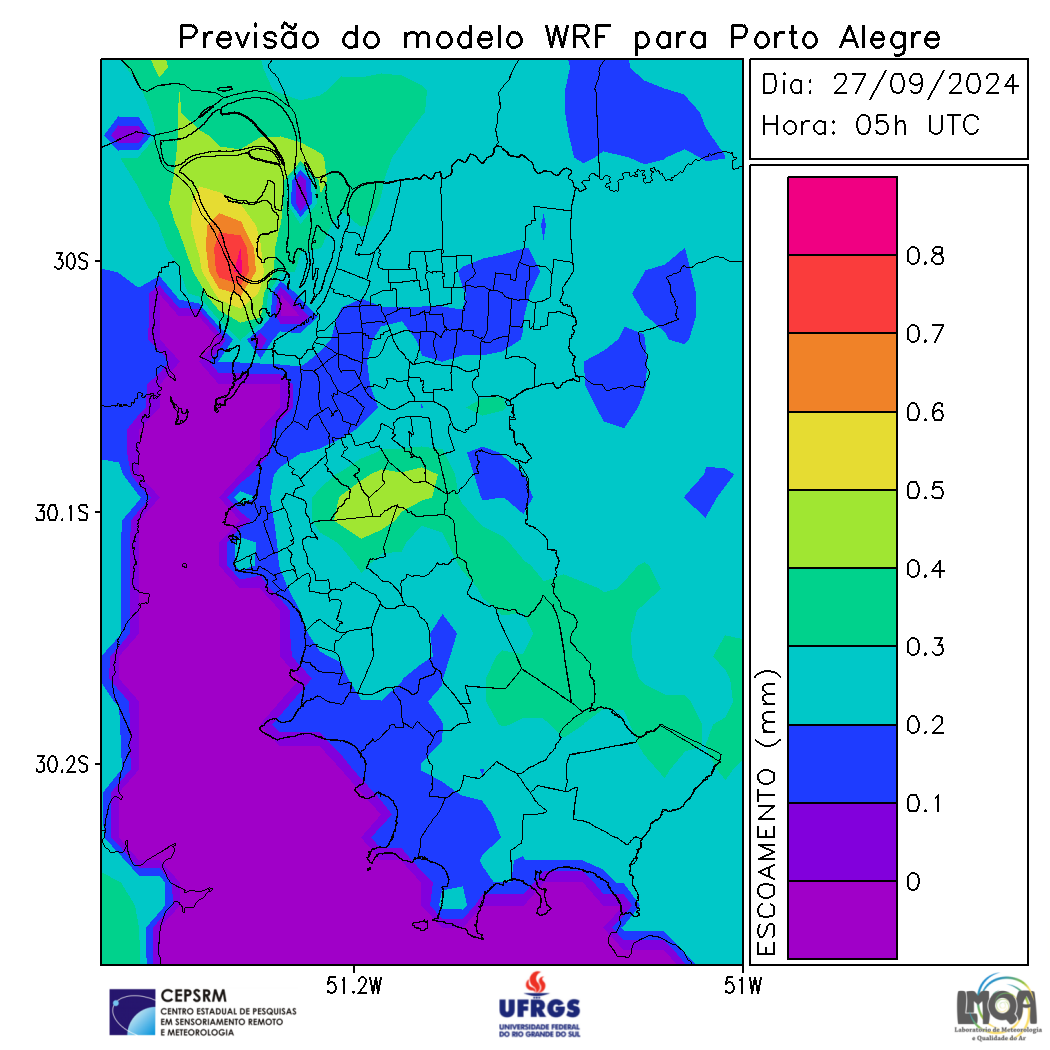 Previsão do modelo WRF para Porto Alegre
Dia: 27/09/2024
Hora: 05h UTC
30S
30.1S
30.2S
51.2W
51W
0.8
0.7
0.6
0.5
0.4
0.3
0.2
0.1
0
ESCOAMENTO (mm)
CEPSRM
CENTRO ESTADUAL DE PESQUISAS
EM SENSORIAMENTO REMOTO
E METEOROLOGIA
UFRGS
UNIVERSIDADE FEDERAL
DO RIO GRANDE DO SUL
LMQA
Laboratório de Meteorologia
e Qualidade do Ar